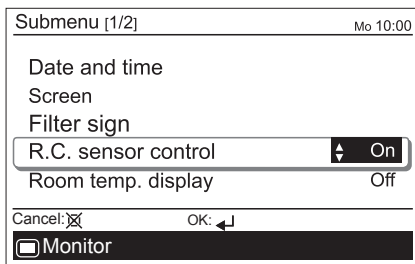 Submenu [1/2] Mo 10:00
Date and time
Screen
Filter sign
R.C. sensor control On
Room temp. display Off
Cancel: OK:
Monitor